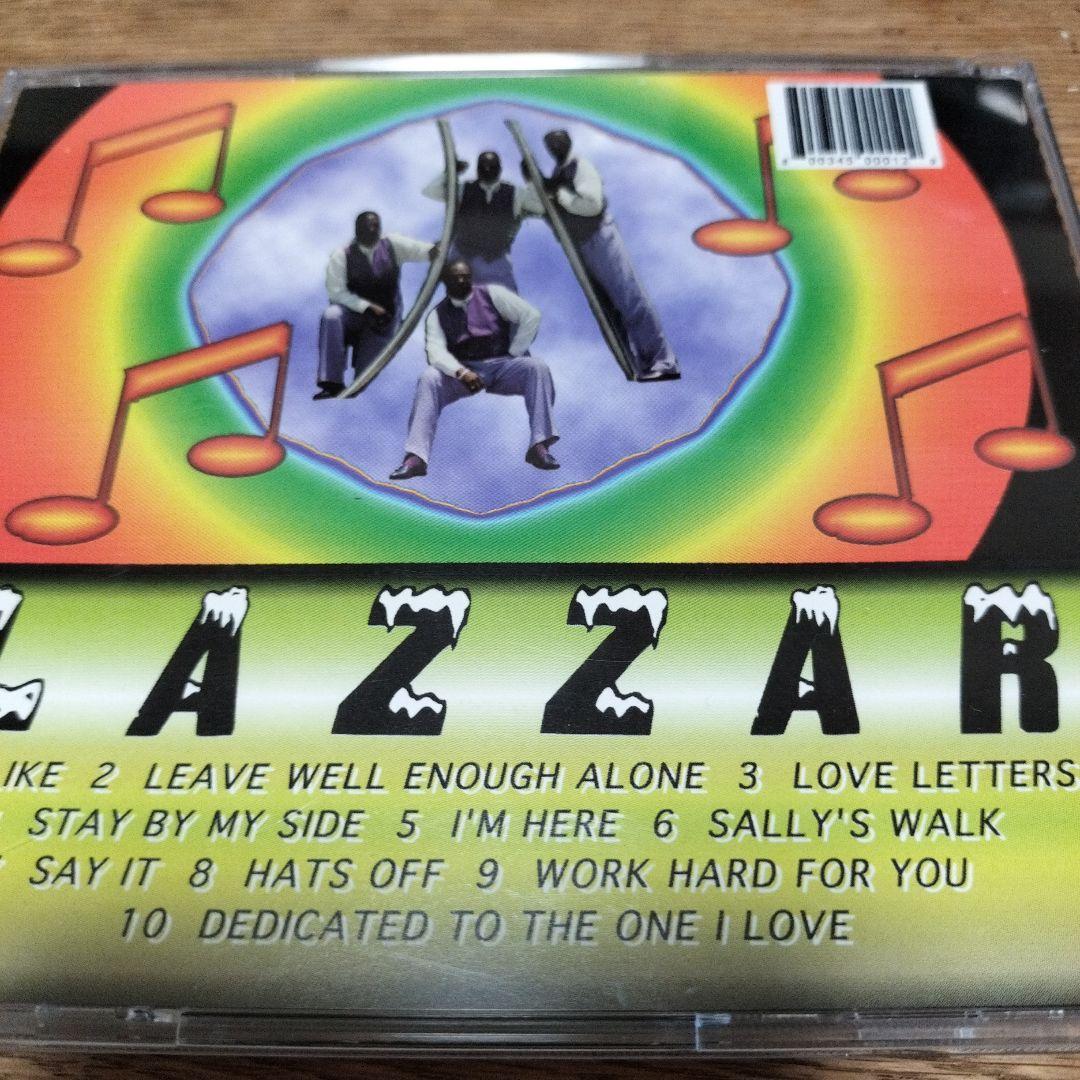 LAZZAR
IKE 2 LEAVE WELL ENOUGH ALONE 3 LOVE LETTERS
STAY BY MY SIDE 5 I'M HERE 6 SALLY'S WALK
SAY IT 8 HATS OFF 9 WORK HARD FOR YOU
10 DEDICATED TO THE ONE I LOVE